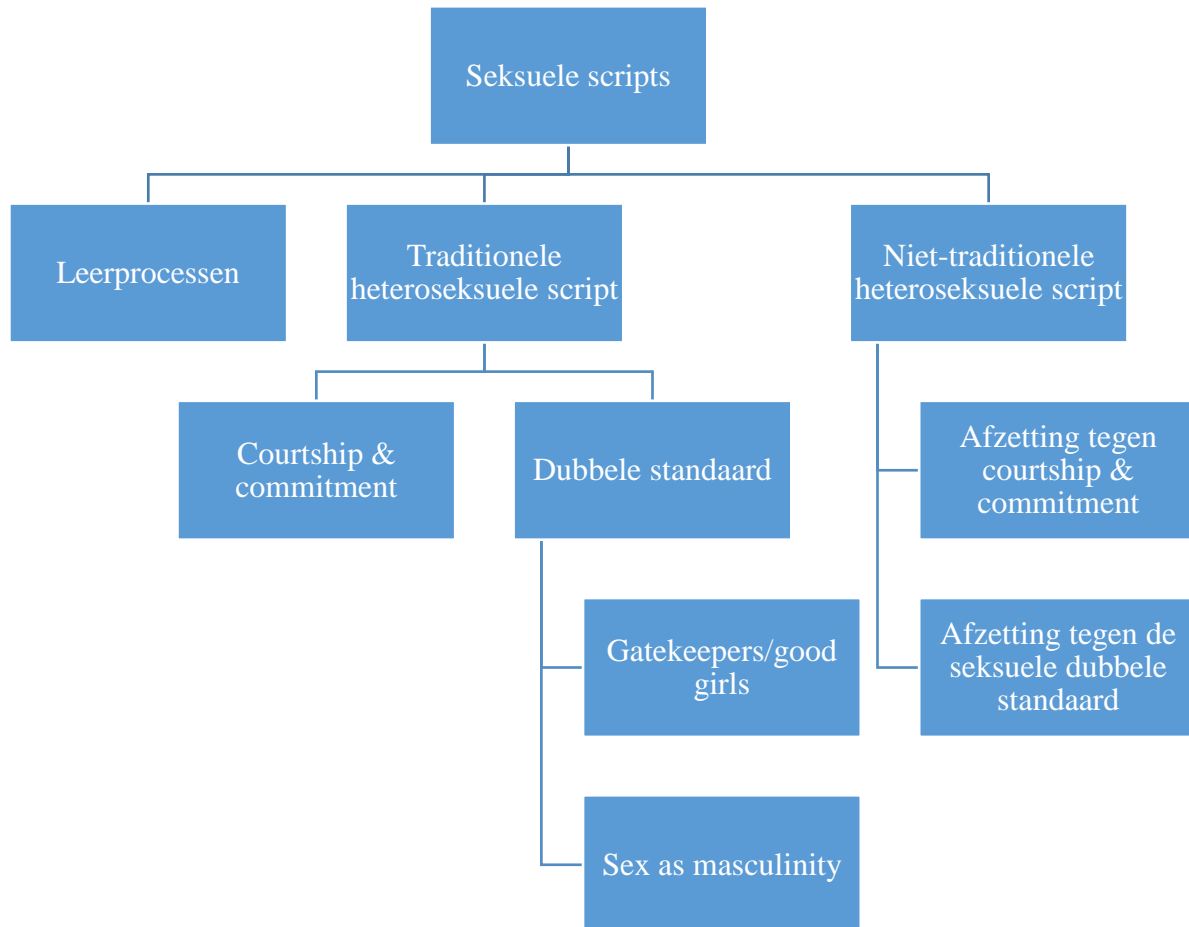 Seksuele scripts
Leerprocessen
Traditionele
heteroseksuele script
Niet-traditionele
heteroseksuele script
Courtship &
commitment
Dubbele standaard
Afzetting tegen
courtship &
commitment
Gatekeepers/good
girls
Afzetting tegen de
seksuele dubbele
standaard
Sex as masculinity